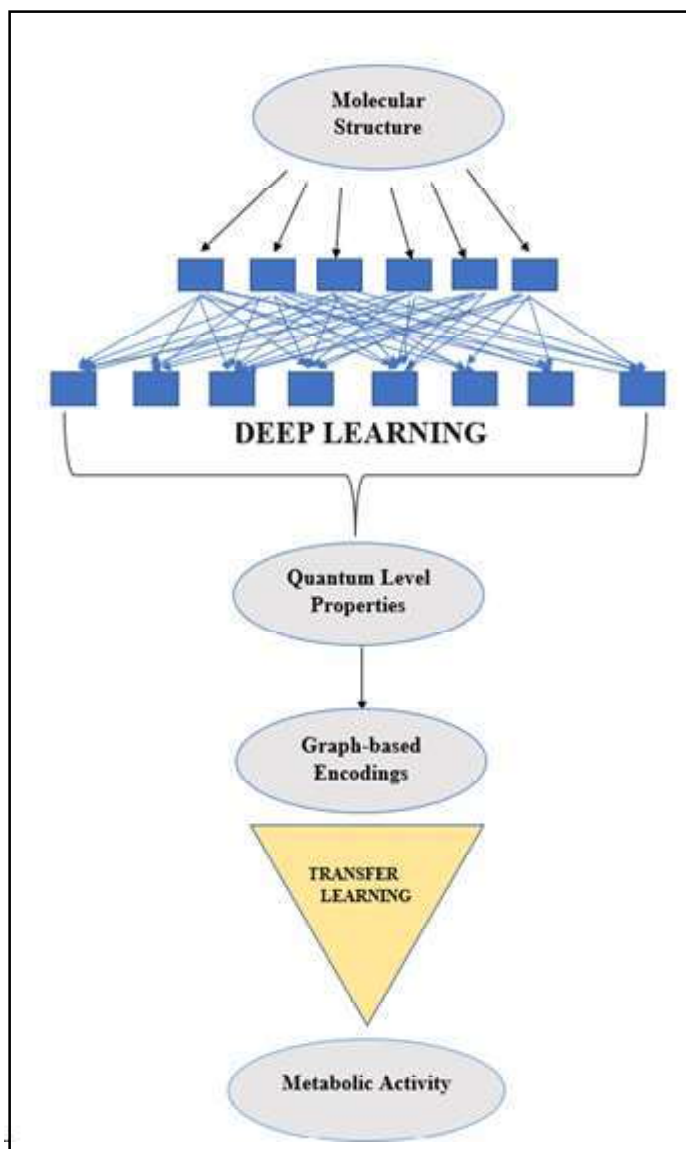 Molecular
Structure
DEEP LEARNING
Quantum Level
Properties
Graph-based
Encodings
TRANSFER
LEARNING
Metabolic Activity